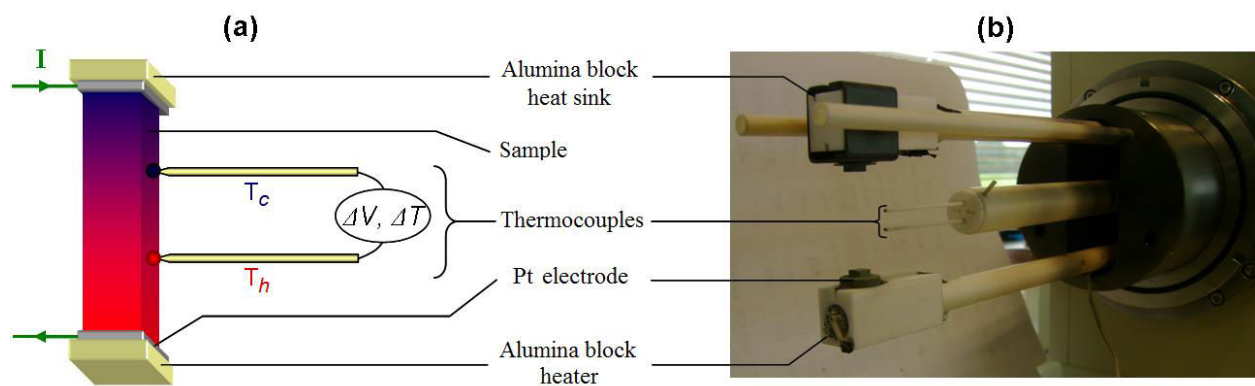 (a)
(b)
I
Alumina block
heat sink
Sample
T_c
ΔV, ΔT
Thermocouples
T_h
Pt electrode
Alumina block
heater